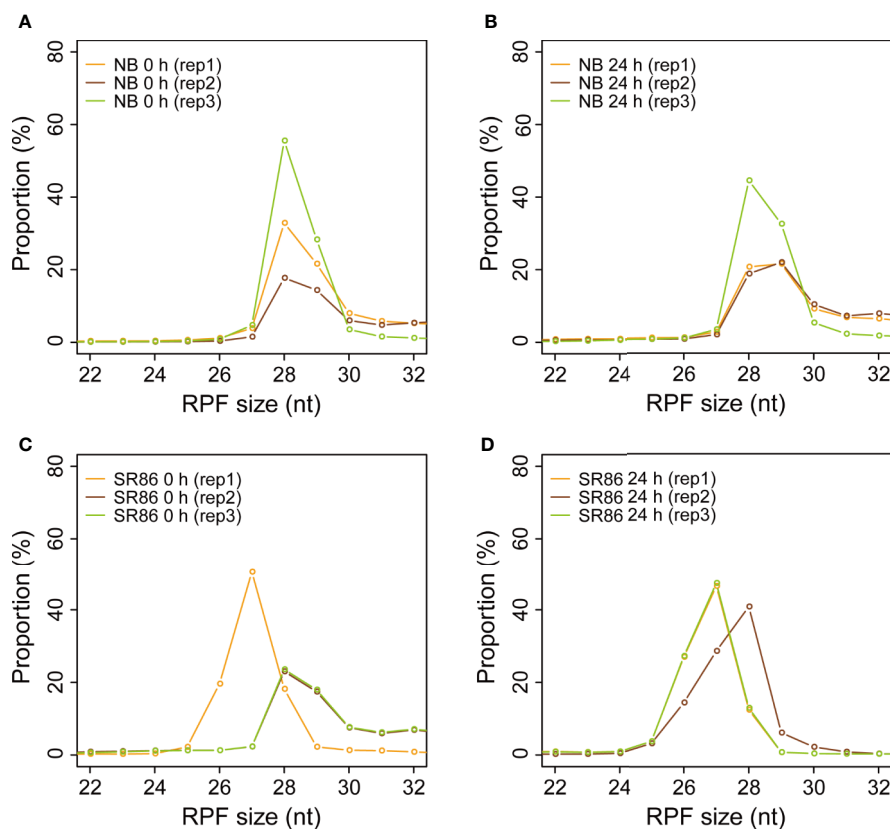 A
B
80
60
40
20
0
Proportion (%)
NB 0 h (rep1)
NB 0 h (rep2)
NB 0 h (rep3)
22 24 26 28 30 32
RPF size (nt)
80
60
40
20
0
Proportion (%)
NB 24 h (rep1)
NB 24 h (rep2)
NB 24 h (rep3)
22 24 26 28 30 32
RPF size (nt)
C
D
80
60
40
20
0
Proportion (%)
SR86 0 h (rep1)
SR86 0 h (rep2)
SR86 0 h (rep3)
22 24 26 28 30 32
RPF size (nt)
80
60
40
20
0
Proportion (%)
SR86 24 h (rep1)
SR86 24 h (rep2)
SR86 24 h (rep3)
22 24 26 28 30 32
RPF size (nt)